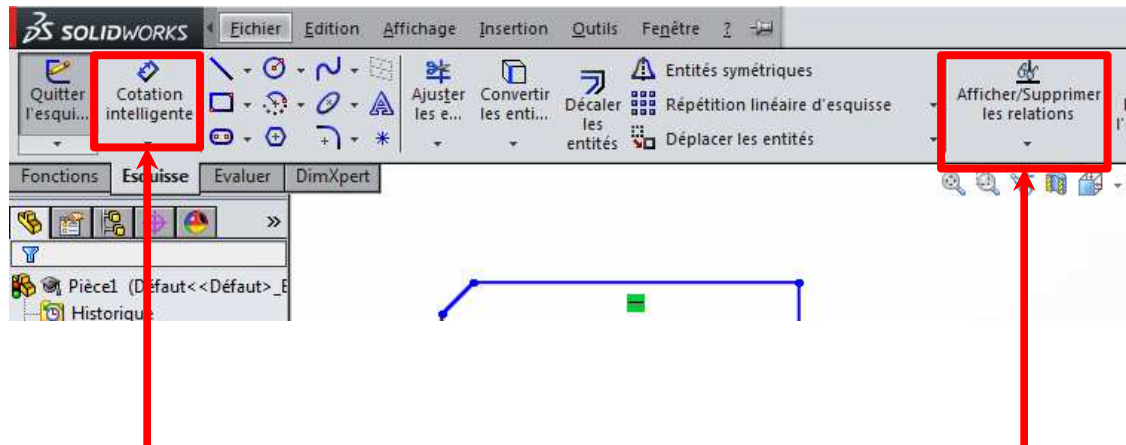 SOLIDWORKS Fichier Edition Affichage Insertion Outils Fenêtre ?
Quitter
l'esqui...
Cotation
intelligente
Ajuster
les e...
Convertir
les enti...
Décaler
les
entités
Entités symétriques
Répétition linéaire d'esquisse
Déplacer les entités
Afficher/Supprimer
les relations
Fonctions Esquisse Evaluer DimXpert
Pièce1 (Défaut<<Défaut>_E
Historique